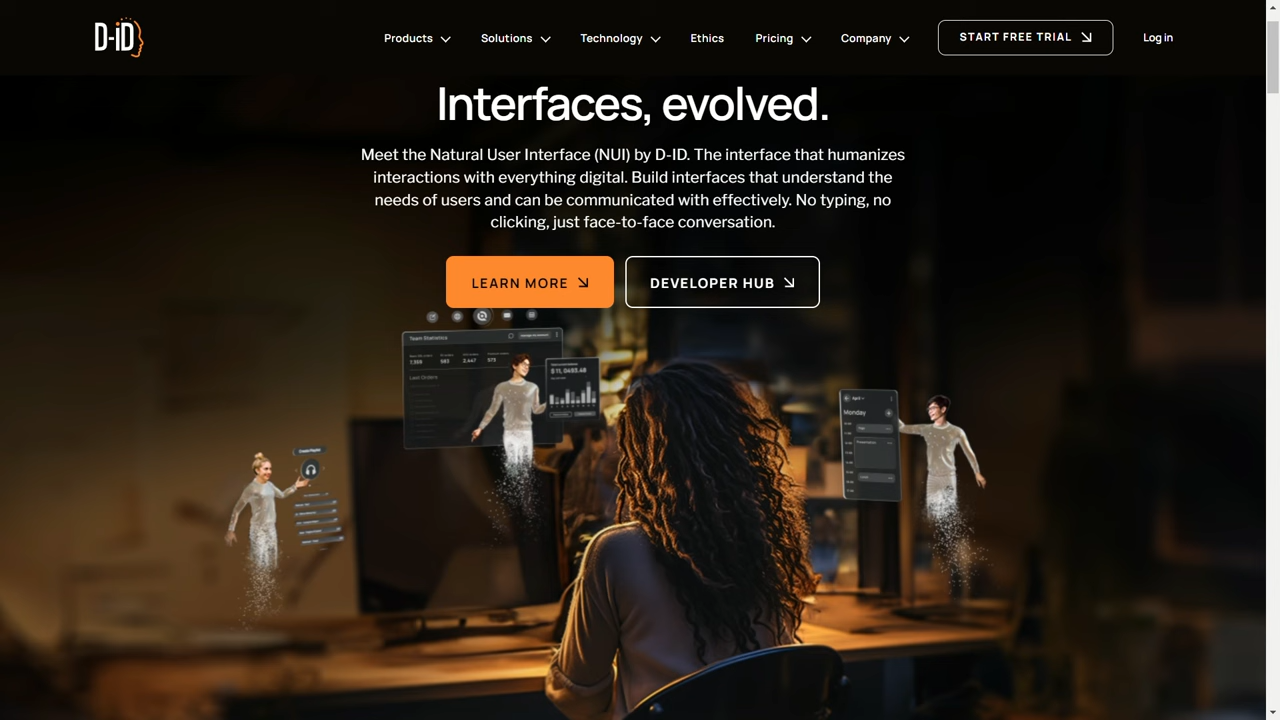 D-iD
Products
Solutions
Technology
Ethics
Pricing
Company
START FREE TRIAL
Log in
Interfaces, evolved.
Meet the Natural User Interface (NUI) by D-ID. The interface that humanizes
interactions with everything digital. Build interfaces that understand the
needs of users and can be communicated with effectively. No typing, no
clicking, just face-to-face conversation.
LEARN MORE
DEVELOPER HUB
Team Statistics
Last Orders
Monday